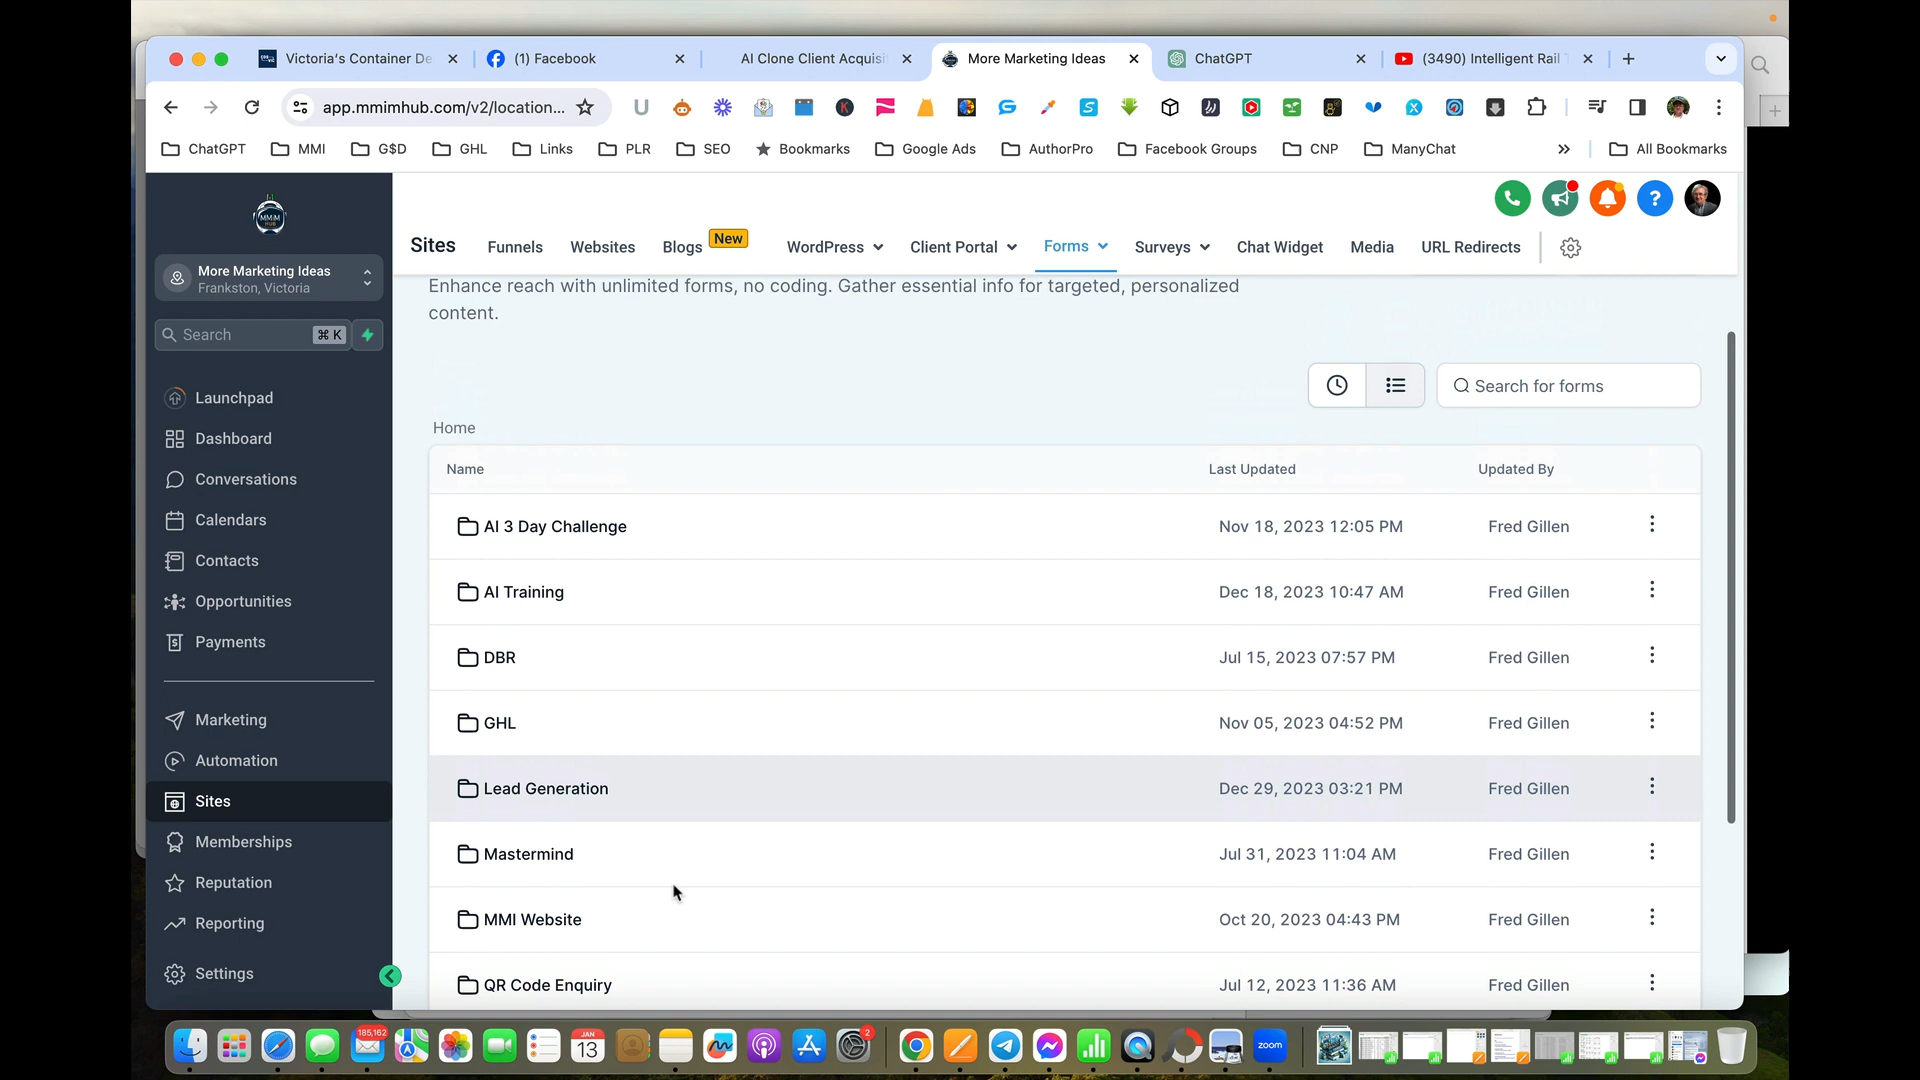 Victoria's Container De
(1) Facebook
AI Clone Client Acquisi
More Marketing Ideas
ChatGPT
(3490) Intelligent Rail T
app.mmimhub.com/v2/location...
ChatGPT
MMI
G$D
GHL
Links
PLR
SEO
Bookmarks
Google Ads
AuthorPro
Facebook Groups
CNP
ManyChat
All Bookmarks
Sites
Funnels
Websites
Blogs
New
WordPress
Client Portal
Forms
Surveys
Chat Widget
Media
URL Redirects
More Marketing Ideas
Frankston, Victoria
Search
⌘ K
Launchpad
Dashboard
Conversations
Calendars
Contacts
Opportunities
Payments
Marketing
Automation
Sites
Memberships
Reputation
Reporting
Settings
Enhance reach with unlimited forms, no coding. Gather essential info for targeted, personalized
content.
Search for forms
Home
Name Last Updated Updated By
AI 3 Day Challenge Nov 18, 2023 12:05 PM Fred Gillen
AI Training Dec 18, 2023 10:47 AM Fred Gillen
DBR Jul 15, 2023 07:57 PM Fred Gillen
GHL Nov 05, 2023 04:52 PM Fred Gillen
Lead Generation Dec 29, 2023 03:21 PM Fred Gillen
Mastermind Jul 31, 2023 11:04 AM Fred Gillen
MMI Website Oct 20, 2023 04:43 PM Fred Gillen
QR Code Enquiry Jul 12, 2023 11:36 AM Fred Gillen
185,162
JAN
13
2
zoom